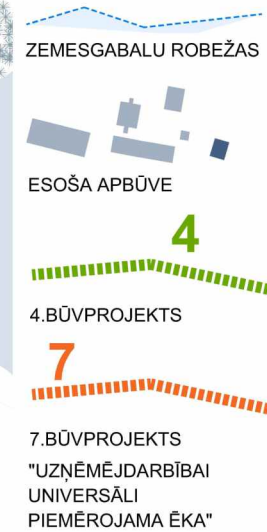 ZEMESGABALU ROBEŽAS
ESOŠA APBŪVE
4
4.BŪVPROJEKTS
7
7.BŪVPROJEKTS
"UZŅĒMĒJDARBĪBAI
UNIVERSĀLI
PIEMĒROJAMA ĒKA"